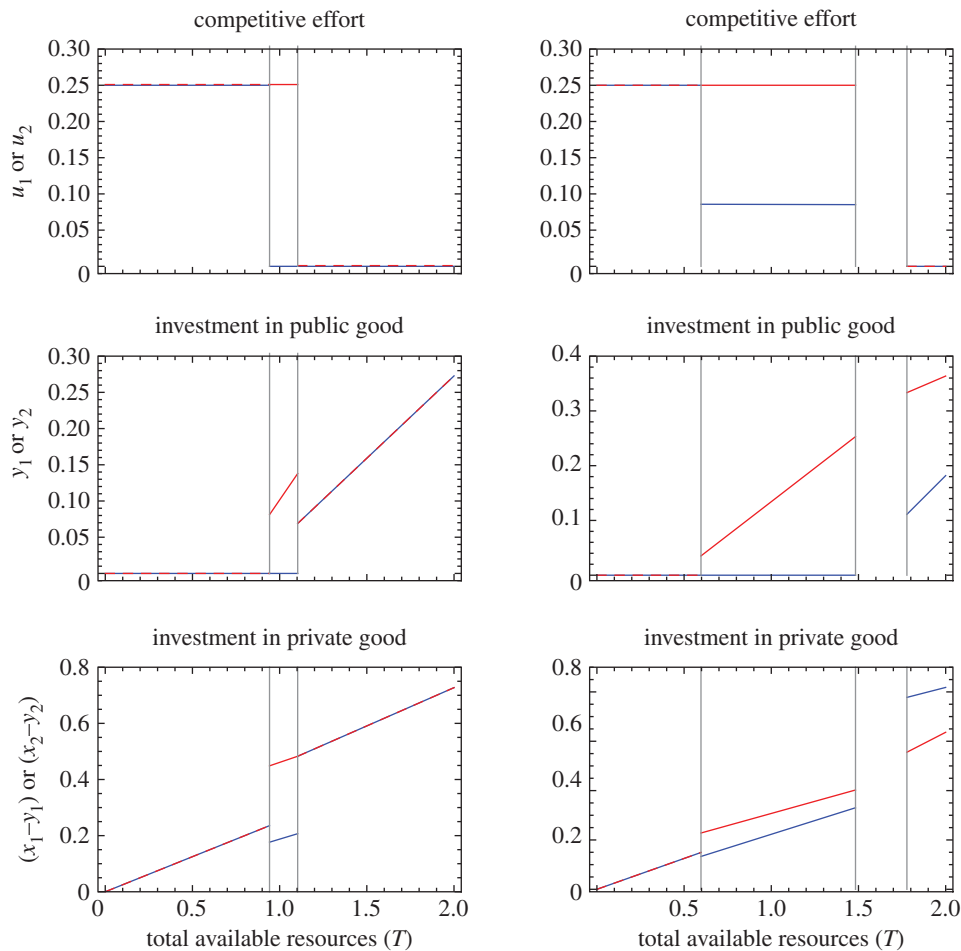 competitive effort
0.30
0.25
0.20
0.15
0.10
0.05
0
u1 or u2
competitive effort
0.30
0.25
0.20
0.15
0.10
0.05
0
investment in public good
0.30
0.25
0.20
0.15
0.10
0.05
0
y1 or y2
investment in public good
0.4
0.3
0.2
0.1
0
investment in private good
0.8
0.6
0.4
0.2
0
(x1–y1) or (x2–y2)
0 0.5 1.0 1.5 2.0
total available resources (T)
investment in private good
0.8
0.6
0.4
0.2
0
0.5 1.0 1.5 2.0
total available resources (T)